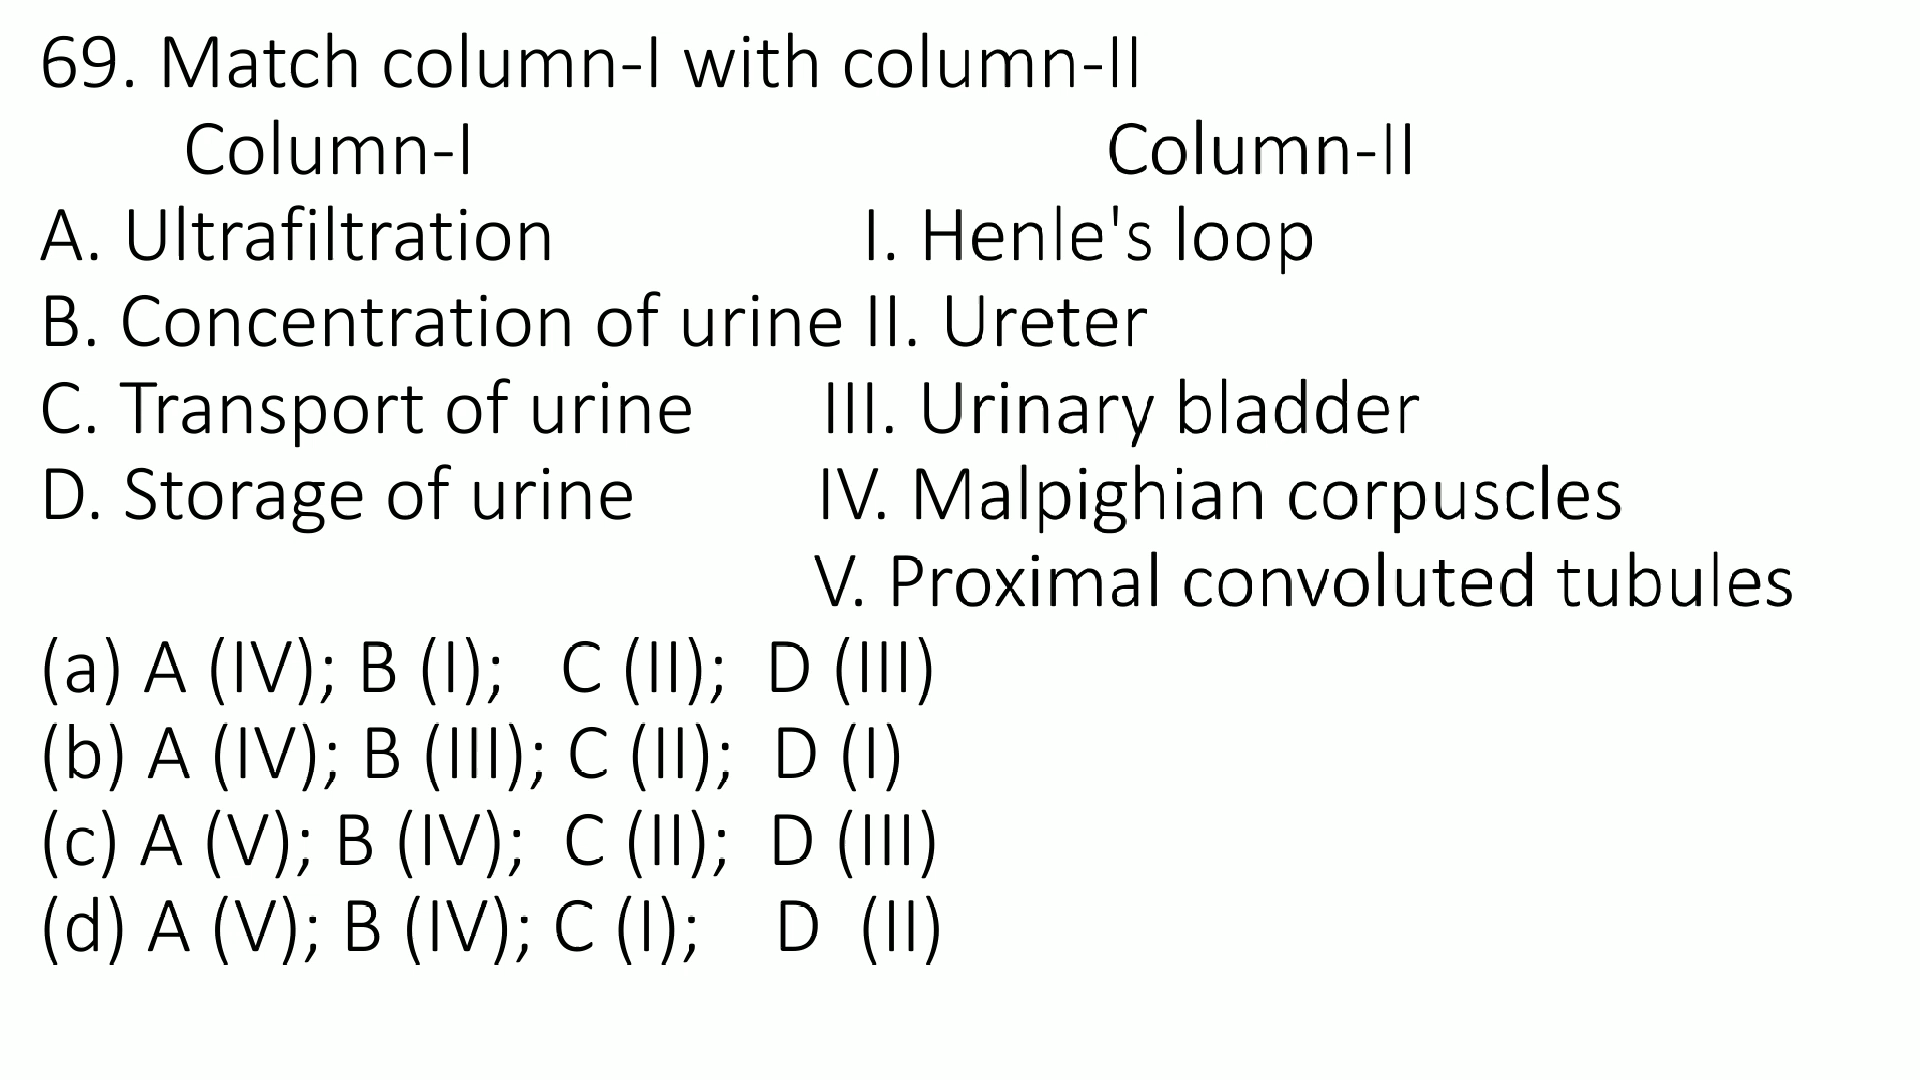 69. Match column-I with column-II
Column-I Column-II
A. Ultrafiltration I. Henle's loop
B. Concentration of urine II. Ureter
C. Transport of urine III. Urinary bladder
D. Storage of urine IV. Malpighian corpuscles
V. Proximal convoluted tubules
(a) A (IV); B (I); C (II); D (III)
(b) A (IV); B (III); C (II); D (I)
(c) A (V); B (IV); C (II); D (III)
(d) A (V); B (IV); C (I); D (II)